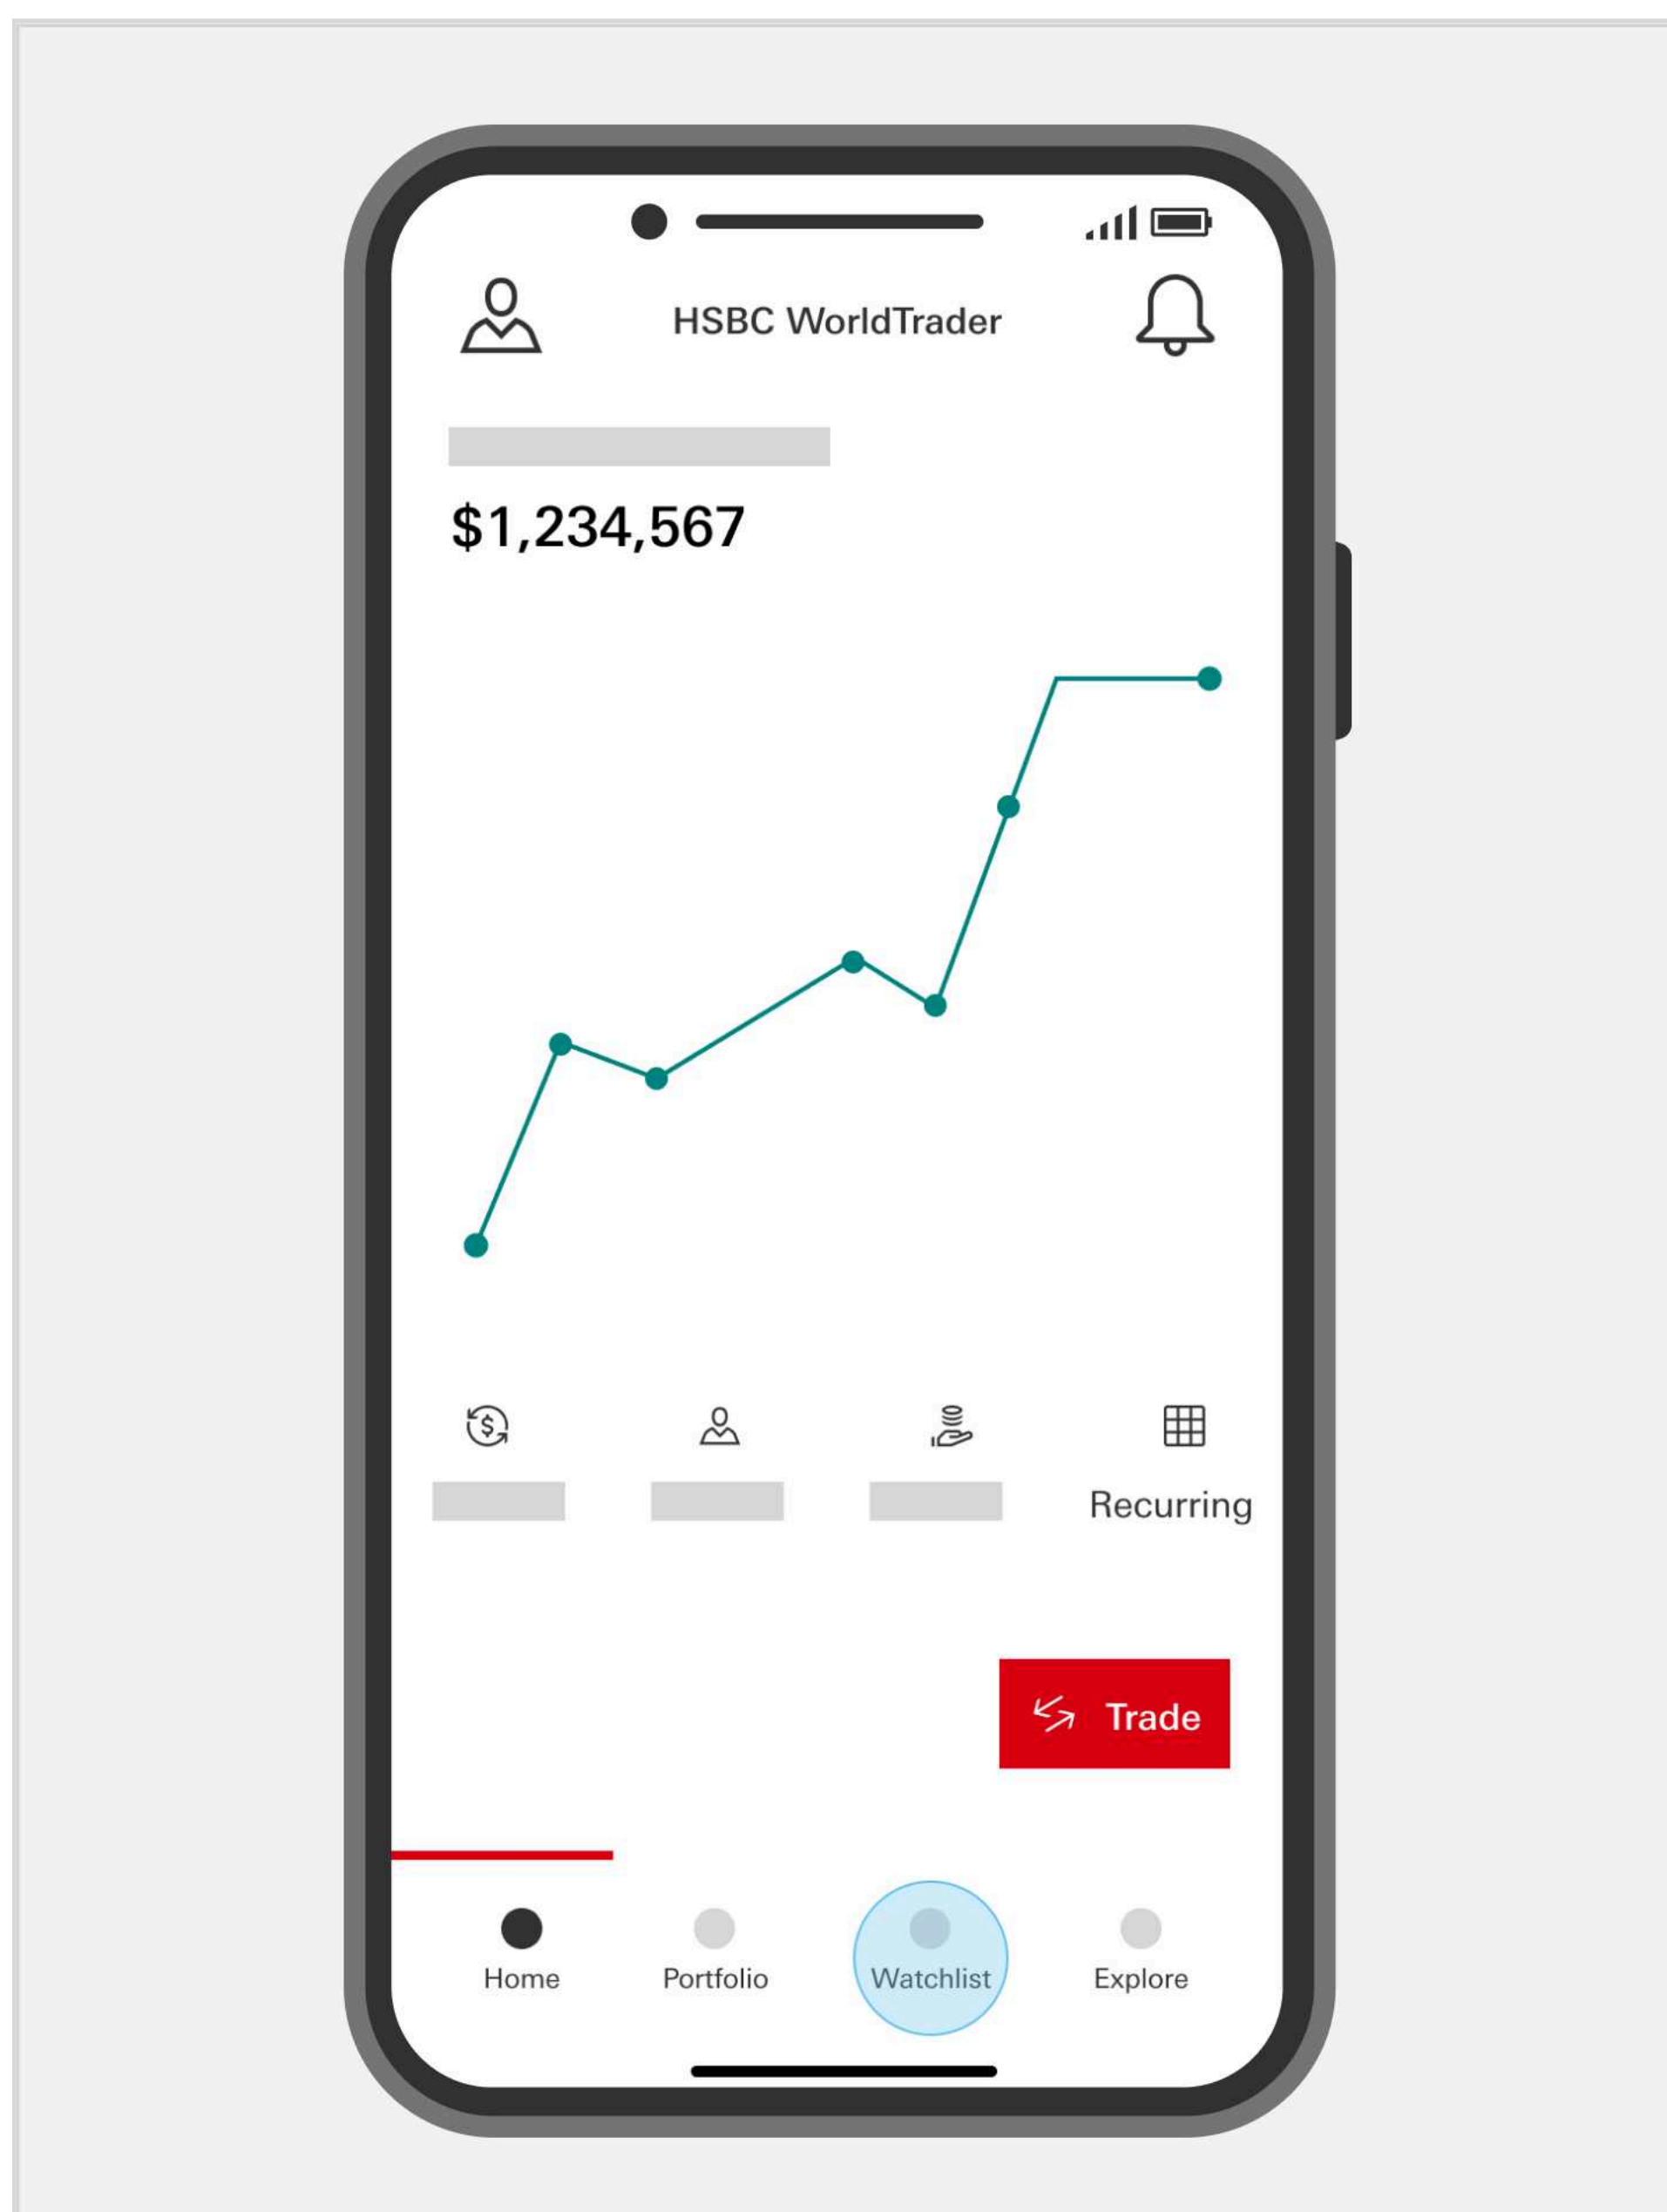 HSBC WorldTrader
$1,234,567
Recurring
Trade
Home Portfolio Watchlist Explore